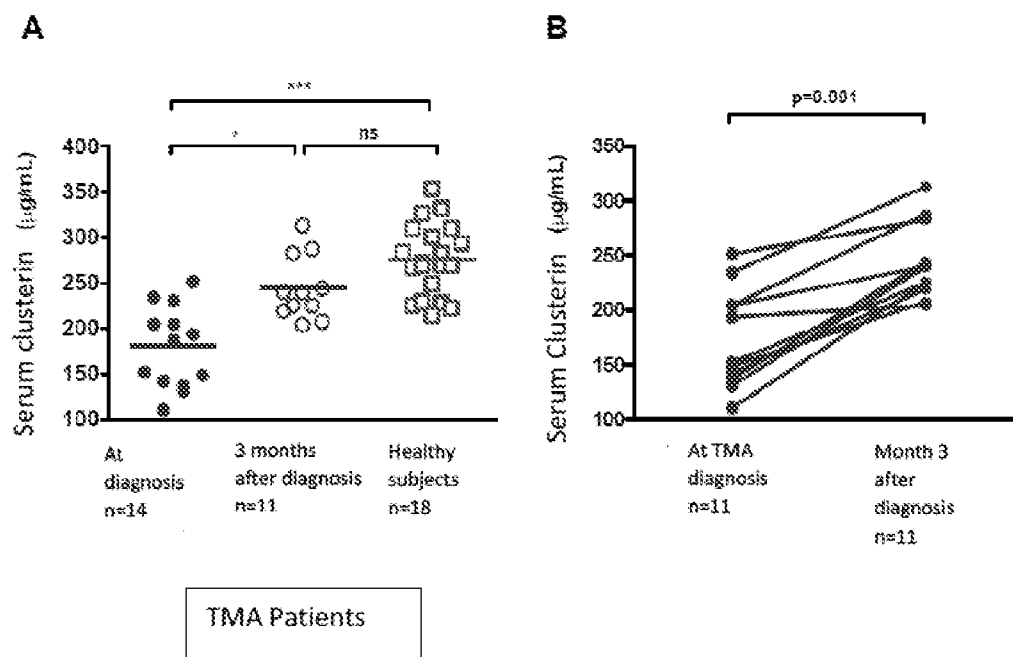 A
***
*
ns
Serum clusterin (µg/mL)
400
350
300
250
200
150
100
At
diagnosis
n=14
3 months
after diagnosis
n=11
Healthy
subjects
n=18
B
p=0.001
Serum Clusterin (µg/mL)
350
300
250
200
150
100
At TMA
diagnosis
n=11
Month 3
after
diagnosis
n=11
TMA Patients